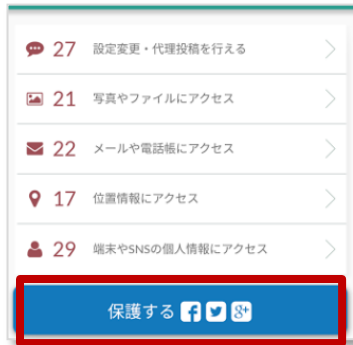 27 設定変更・代理投稿を行える
21 写真やファイルにアクセス
22 メールや電話帳にアクセス
17 位置情報にアクセス
29 端末やSNSの個人情報にアクセス
保護する